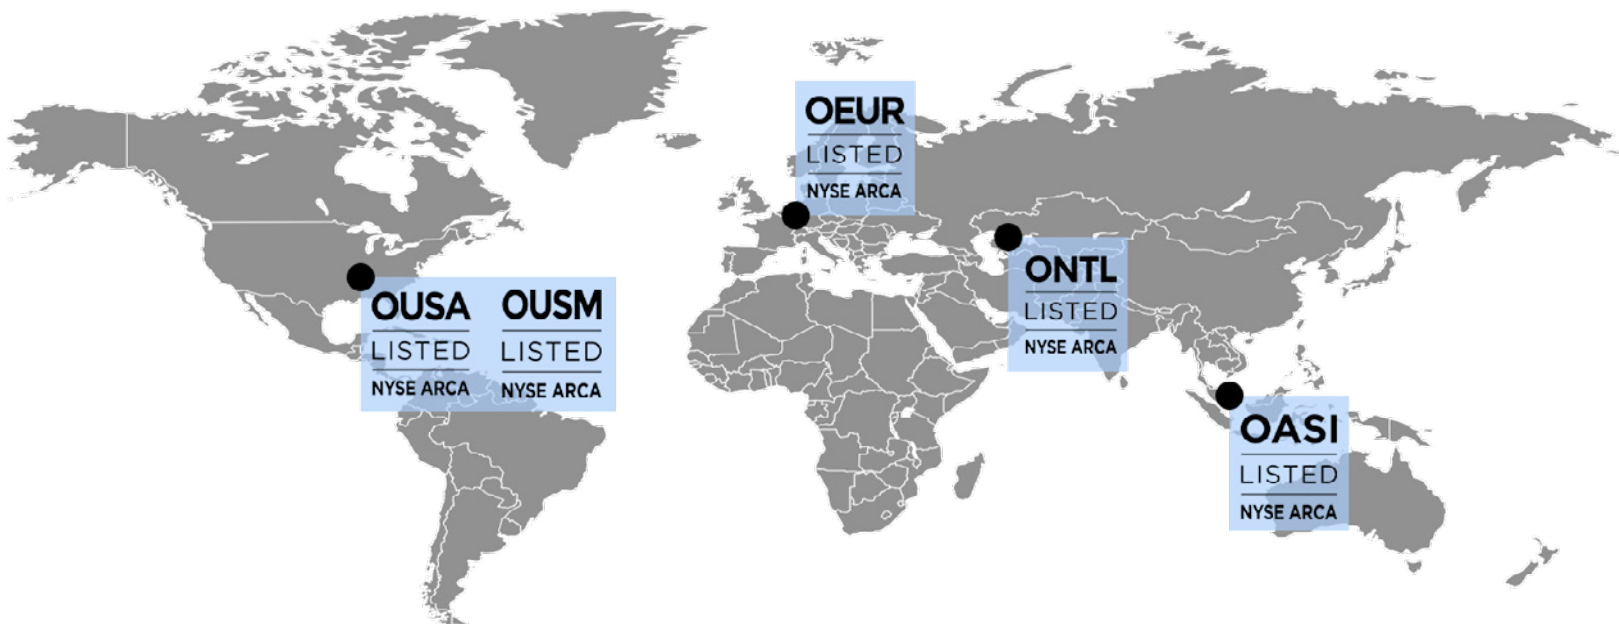 OEUR
LISTED
NYSE ARCA
ONTL
LISTED
NYSE ARCA
OUSA
LISTED
NYSE ARCA
OUSM
LISTED
NYSE ARCA
OASI
LISTED
NYSE ARCA